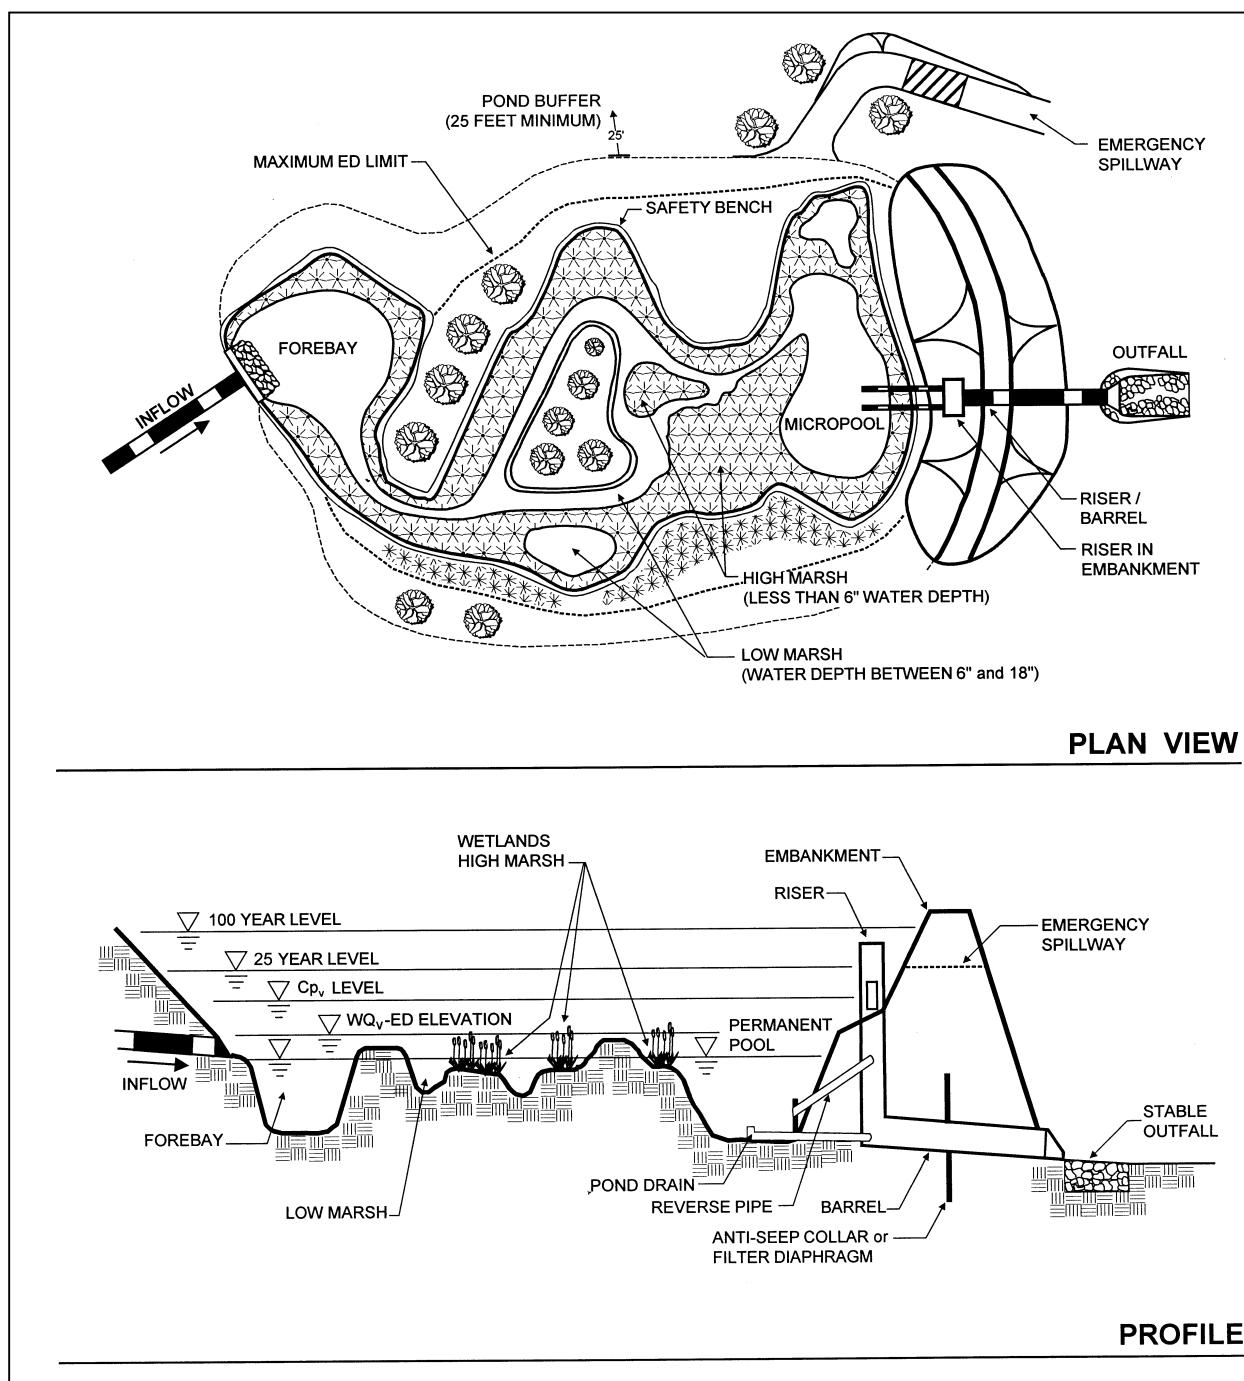 POND BUFFER
(25 FEET MINIMUM)
25'
EMERGENCY
SPILLWAY
MAXIMUM ED LIMIT
SAFETY BENCH
FOREBAY
OUTFALL
INFLOW
MICROPOOL
RISER /
BARREL
RISER IN
EMBANKMENT
HIGH MARSH
(LESS THAN 6" WATER DEPTH)
LOW MARSH
(WATER DEPTH BETWEEN 6" and 18")
PLAN VIEW
WETLANDS
HIGH MARSH
EMBANKMENT
RISER
100 YEAR LEVEL
EMERGENCY
SPILLWAY
25 YEAR LEVEL
Cpv LEVEL
WQv-ED ELEVATION
PERMANENT
POOL
INFLOW
FOREBAY
STABLE
OUTFALL
POND DRAIN
LOW MARSH
REVERSE PIPE
BARREL
ANTI-SEEP COLLAR or
FILTER DIAPHRAGM
PROFILE